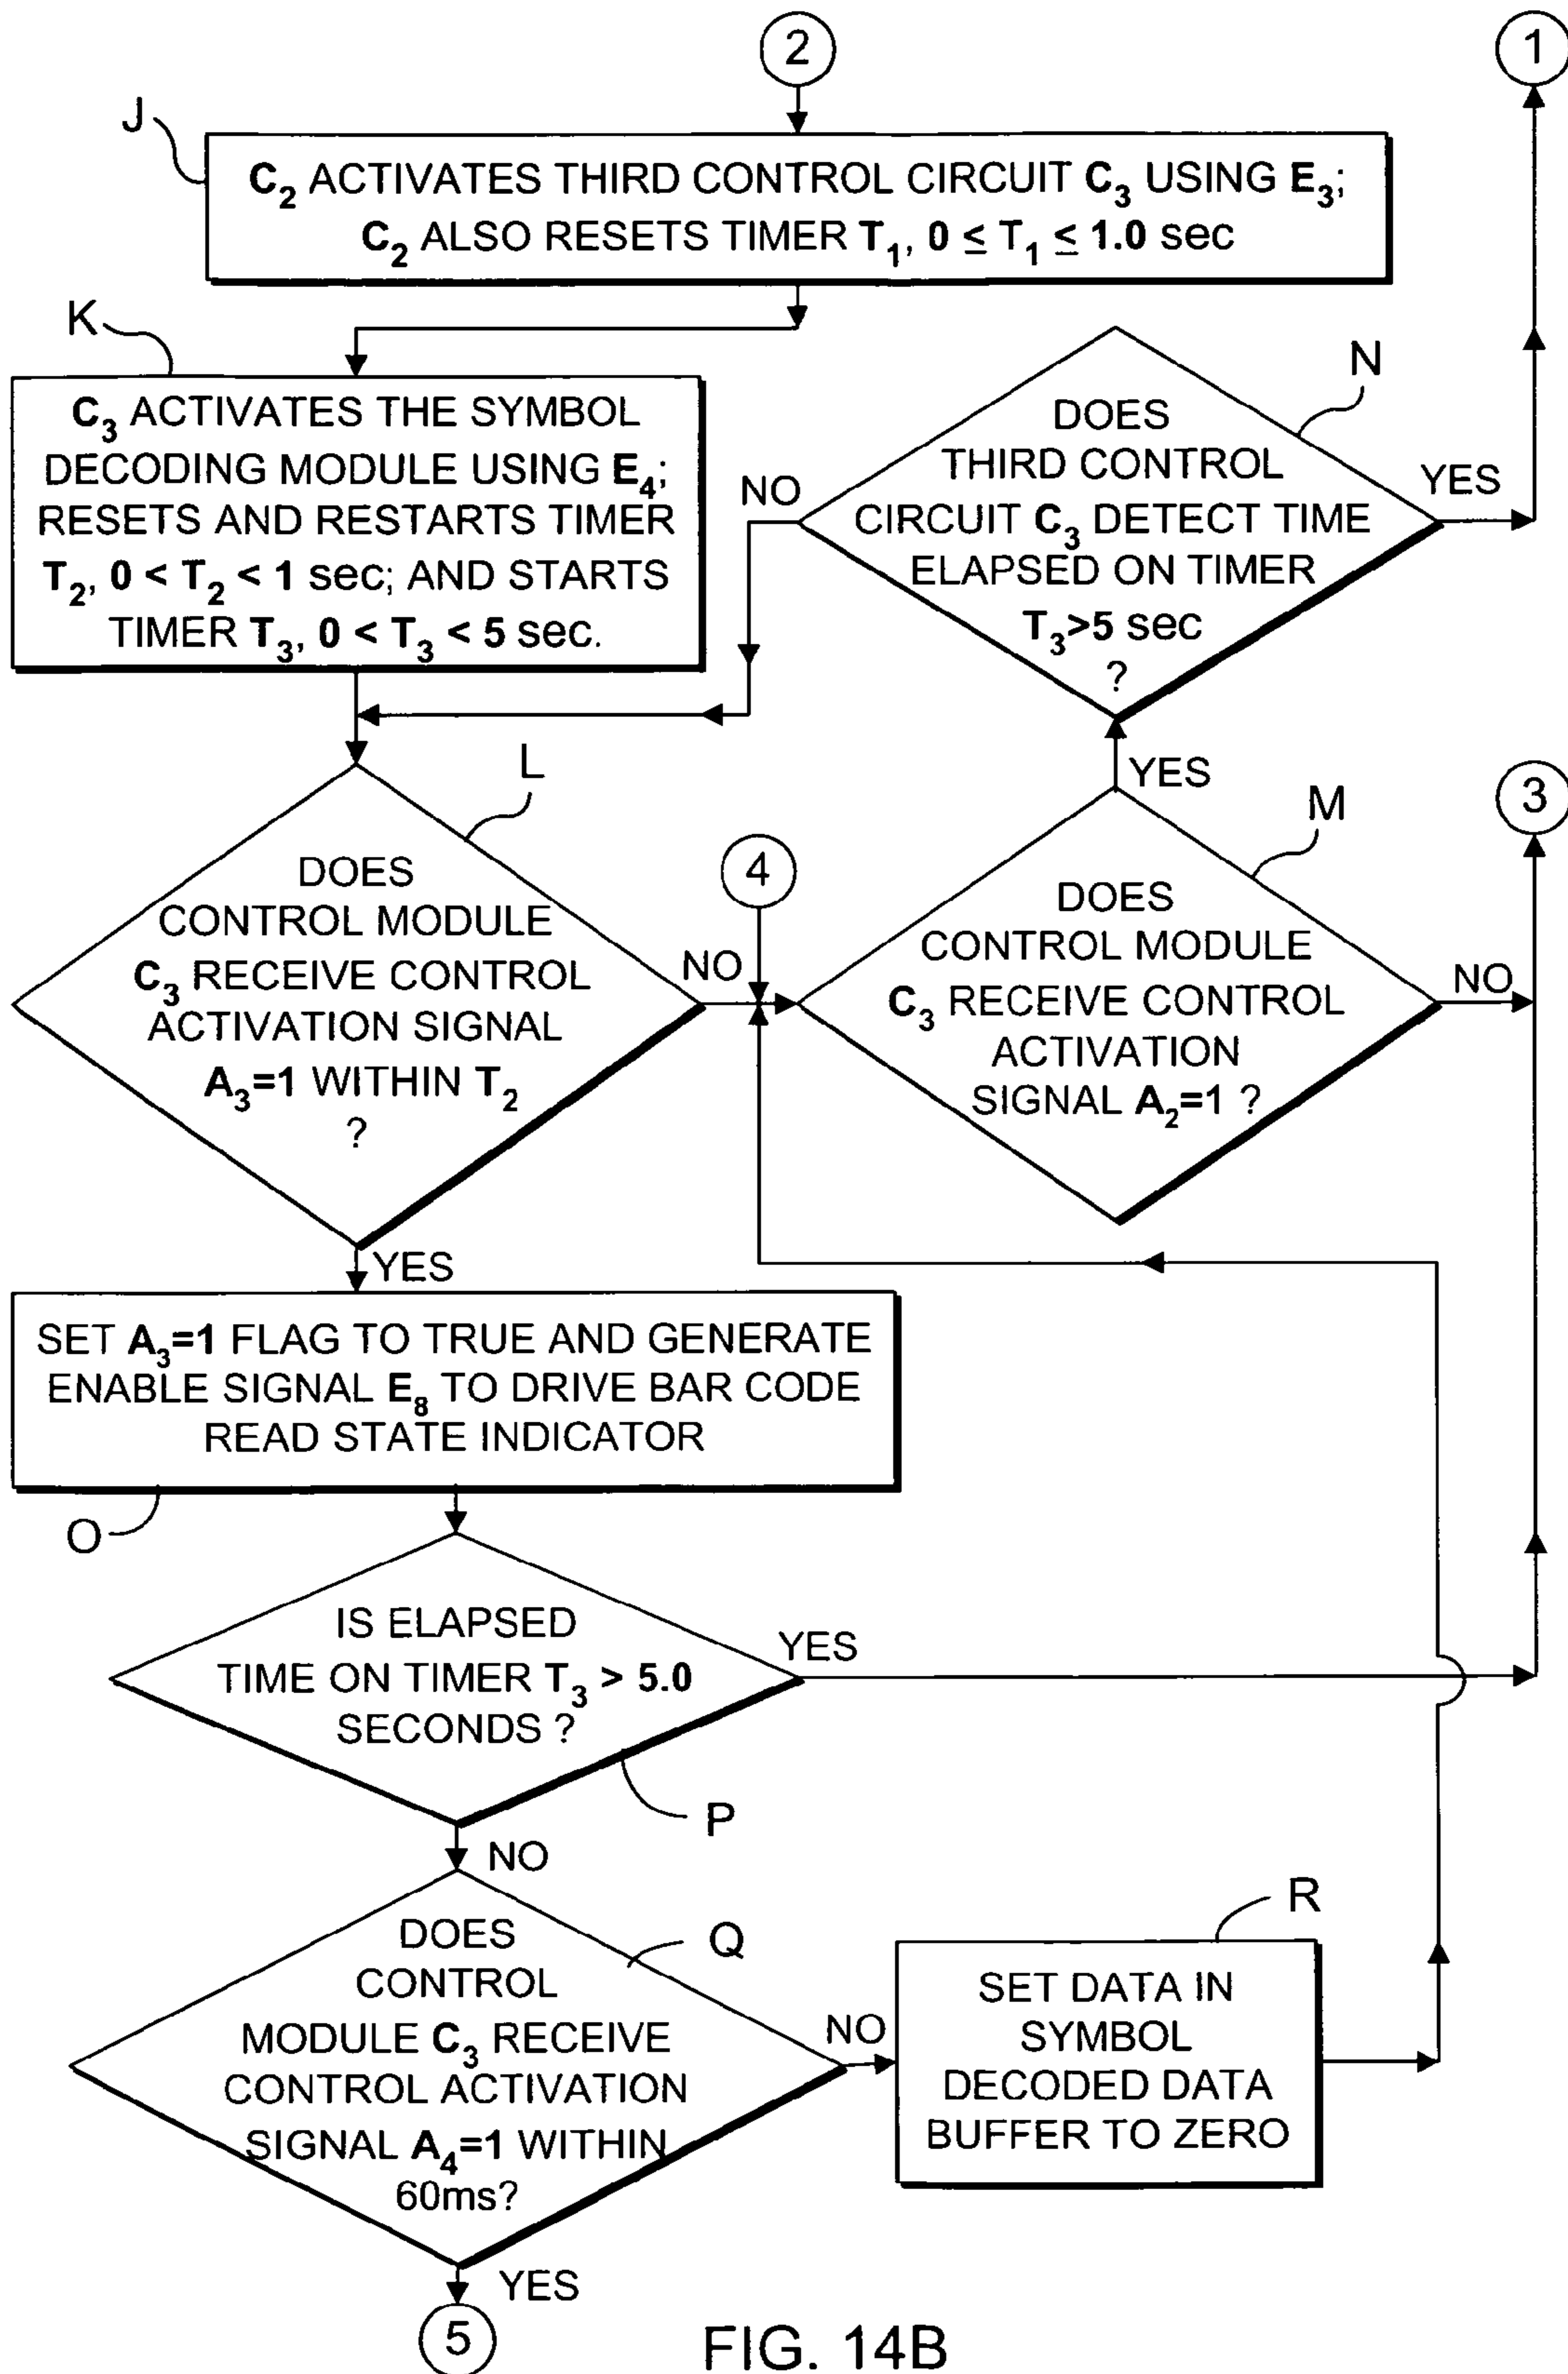 2
1
J
C₂ ACTIVATES THIRD CONTROL CIRCUIT C₃ USING E₃;
C₂ ALSO RESETS TIMER T₁, 0 ≤ T₁ ≤ 1.0 sec
K
C₃ ACTIVATES THE SYMBOL
DECODING MODULE USING E₄;
RESETS AND RESTARTS TIMER
T₂, 0 < T₂ < 1 sec; AND STARTS
TIMER T₃, 0 < T₃ < 5 sec.
N
DOES
THIRD CONTROL
CIRCUIT C₃ DETECT TIME
ELAPSED ON TIMER
T₃>5 sec
?
NO
YES
L
DOES
CONTROL MODULE
C₃ RECEIVE CONTROL
ACTIVATION SIGNAL
A₃=1 WITHIN T₂
?
NO
4
YES
M
3
DOES
CONTROL MODULE
C₃ RECEIVE CONTROL
ACTIVATION
SIGNAL A₂=1 ?
NO
YES
SET A₃=1 FLAG TO TRUE AND GENERATE
ENABLE SIGNAL E₈ TO DRIVE BAR CODE
READ STATE INDICATOR
O
IS ELAPSED
TIME ON TIMER T₃ > 5.0
SECONDS ?
YES
P
NO
Q
DOES
CONTROL
MODULE C₃ RECEIVE
CONTROL ACTIVATION
SIGNAL A₄=1 WITHIN
60ms?
NO
R
SET DATA IN
SYMBOL
DECODED DATA
BUFFER TO ZERO
YES
5
FIG. 14B